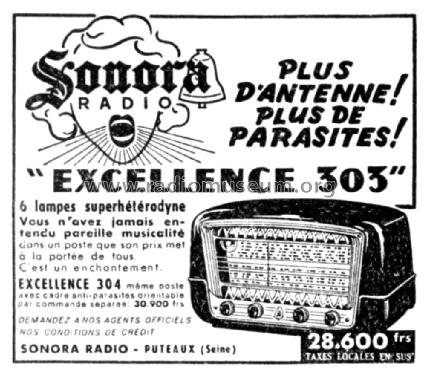 Sonora
RADIO
PLUS
D'ANTENNE!
PLUS DE
PARASITES!
"EXCELLENCE 303"
www.radiomuseum.org
6 lampes superhétérodyne
Vous n'avez jamais en-
tendu pareille musicalité
dans un poste que son prix met
à la portée de tous.
C'est un enchantement.
EXCELLENCE 304 même poste
avec cadre anti-parasites orientable
par commande séparée: 30.900 frs
DEMANDEZ A NOS AGENTS OFFICIELS
NOS CONDITIONS DE CRÉDIT
SONORA RADIO - PUTEAUX (Seine)
28.600 frs
TAXES LOCALES EN SUS